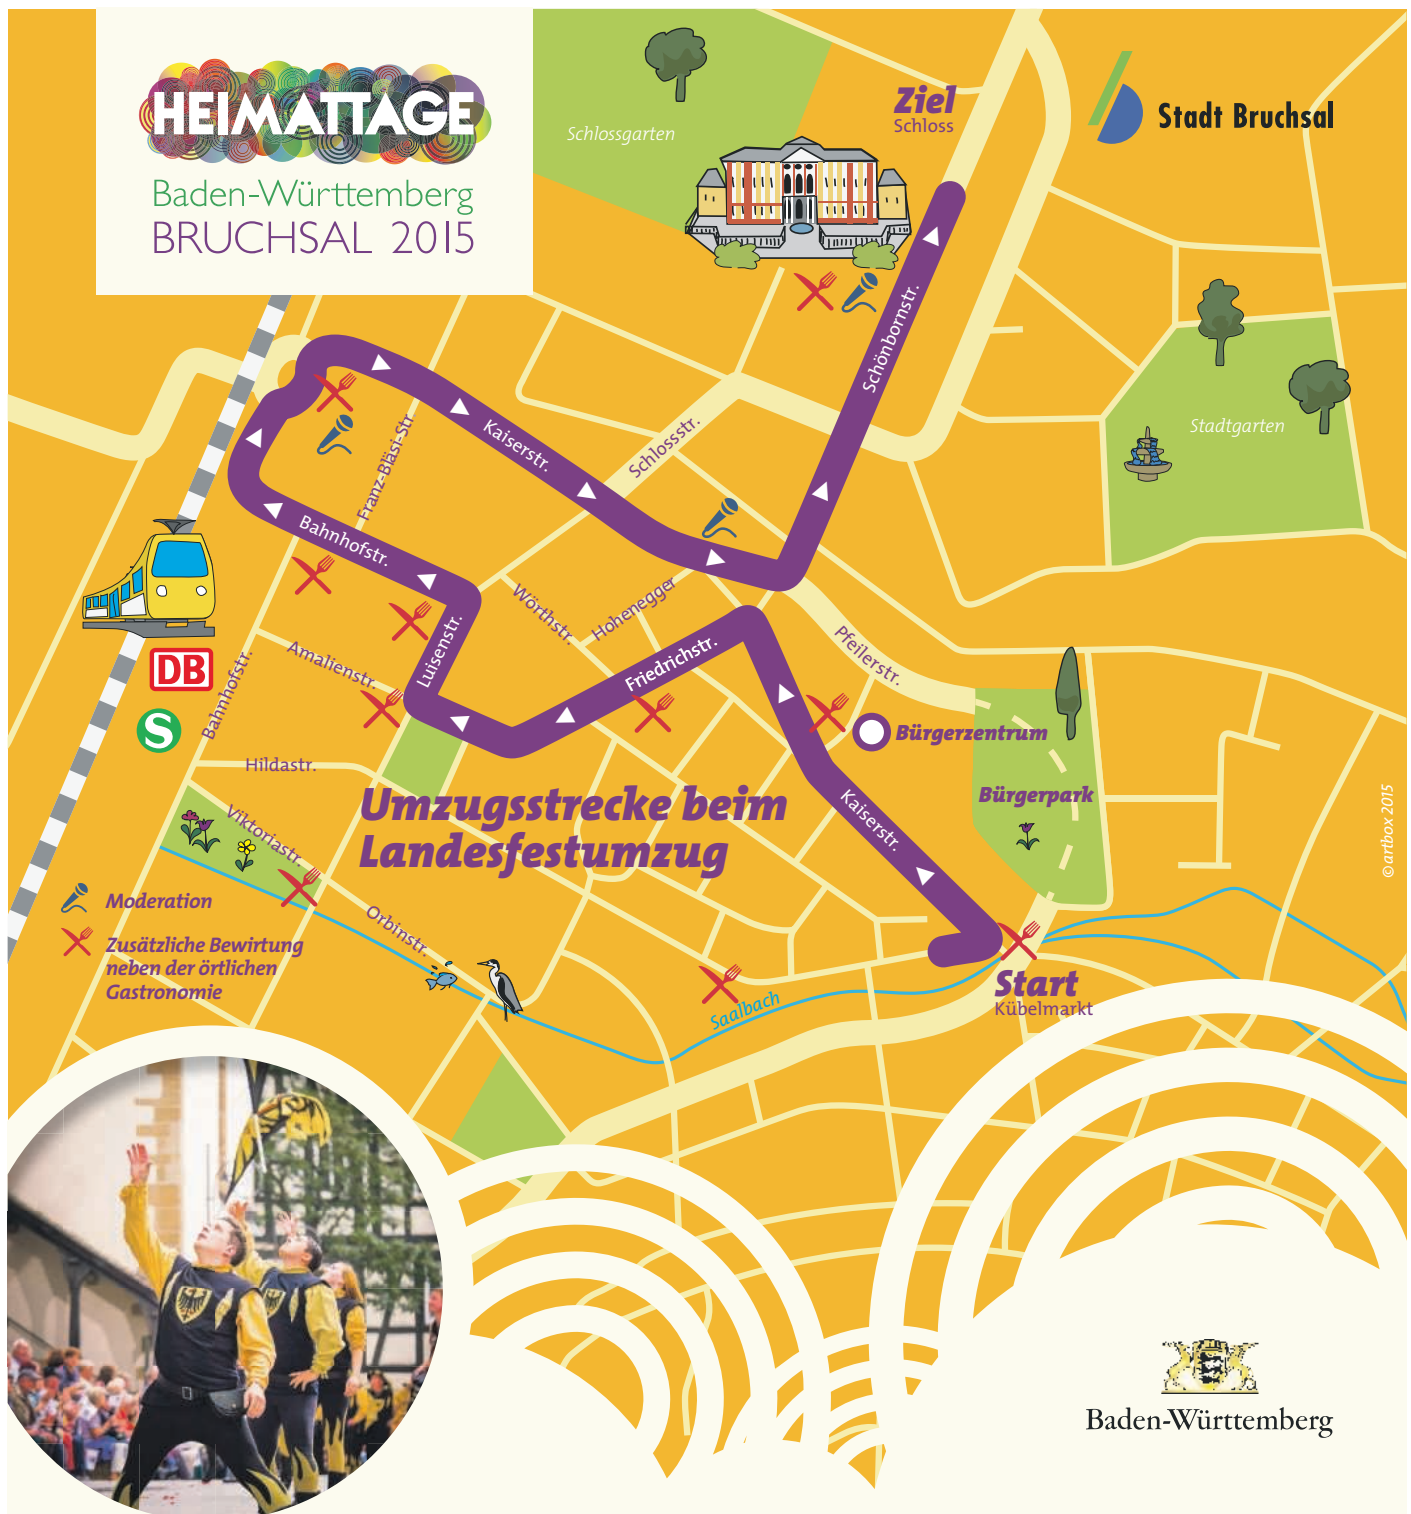 HEIMATTAGE
Baden-Württemberg
BRUCHSAL 2015
Schlossgarten
Ziel
Schloss
Stadt Bruchsal
Schönbornstr.
Stadtgarten
Kaiserstr.
Schlossstr.
Franz-Bläsi-Str.
Bahnhofstr.
Wörthstr.
Hohenegger
Luisenstr.
Amalienstr.
Friedrichstr.
Pfeilerstr.
DB
S
Bahnhofstr.
Bürgerzentrum
Hildastr.
Bürgerpark
Viktoriastr.
Umzugsstrecke beim
Landesfestumzug
Kaiserstr.
©artbox 2015
Moderation
Zusätzliche Bewirtung
neben der örtlichen
Gastronomie
Orbinstr.
Saalbach
Start
Kübelmarkt
Baden-Württemberg